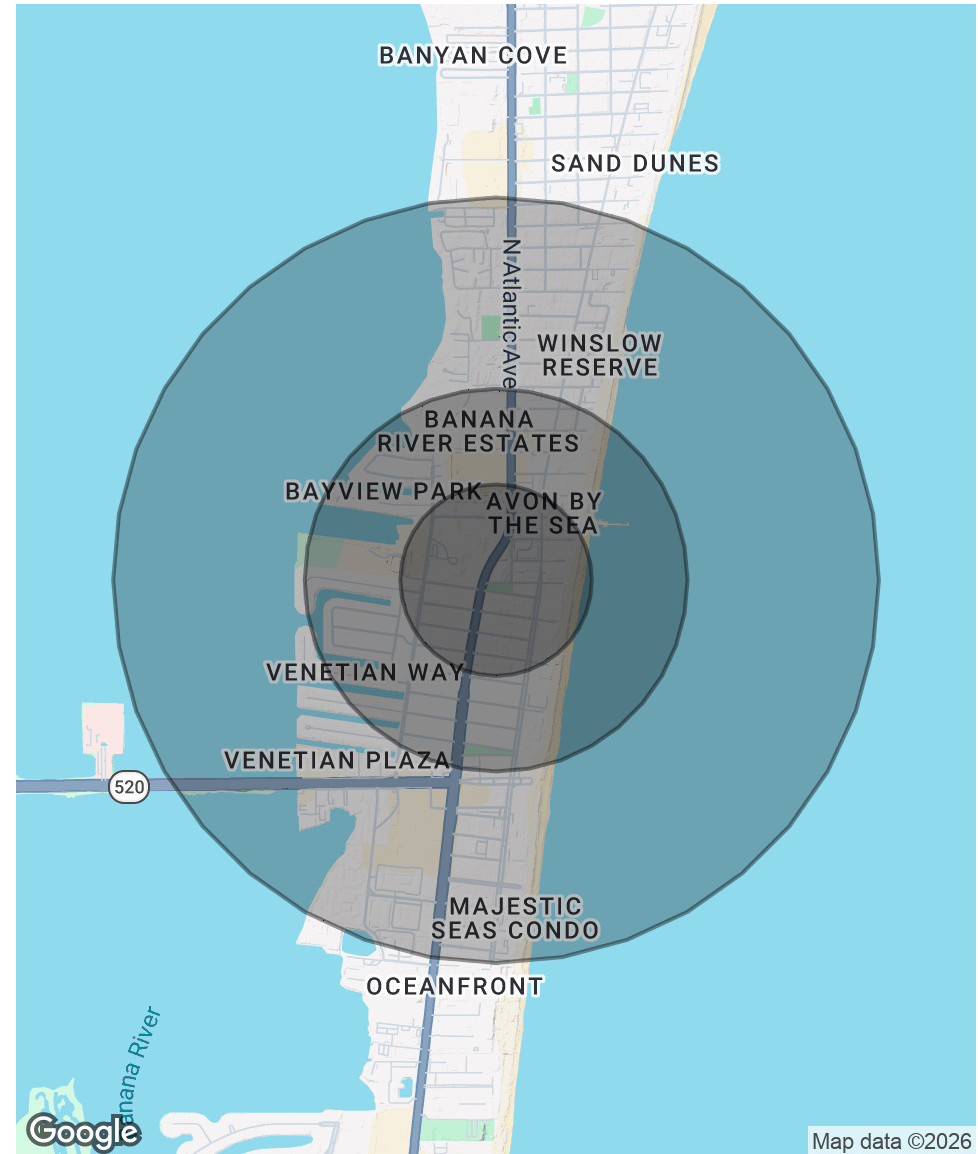 BANYAN COVE
SAND DUNES
N Atlantic Ave
WINSLOW
RESERVE
BANANA
RIVER ESTATES
BAYVIEW PARK
AVON BY
THE SEA
VENETIAN WAY
VENETIAN PLAZA
520
MAJESTIC
SEAS CONDO
OCEANFRONT
anana River
Google
Map data ©2026